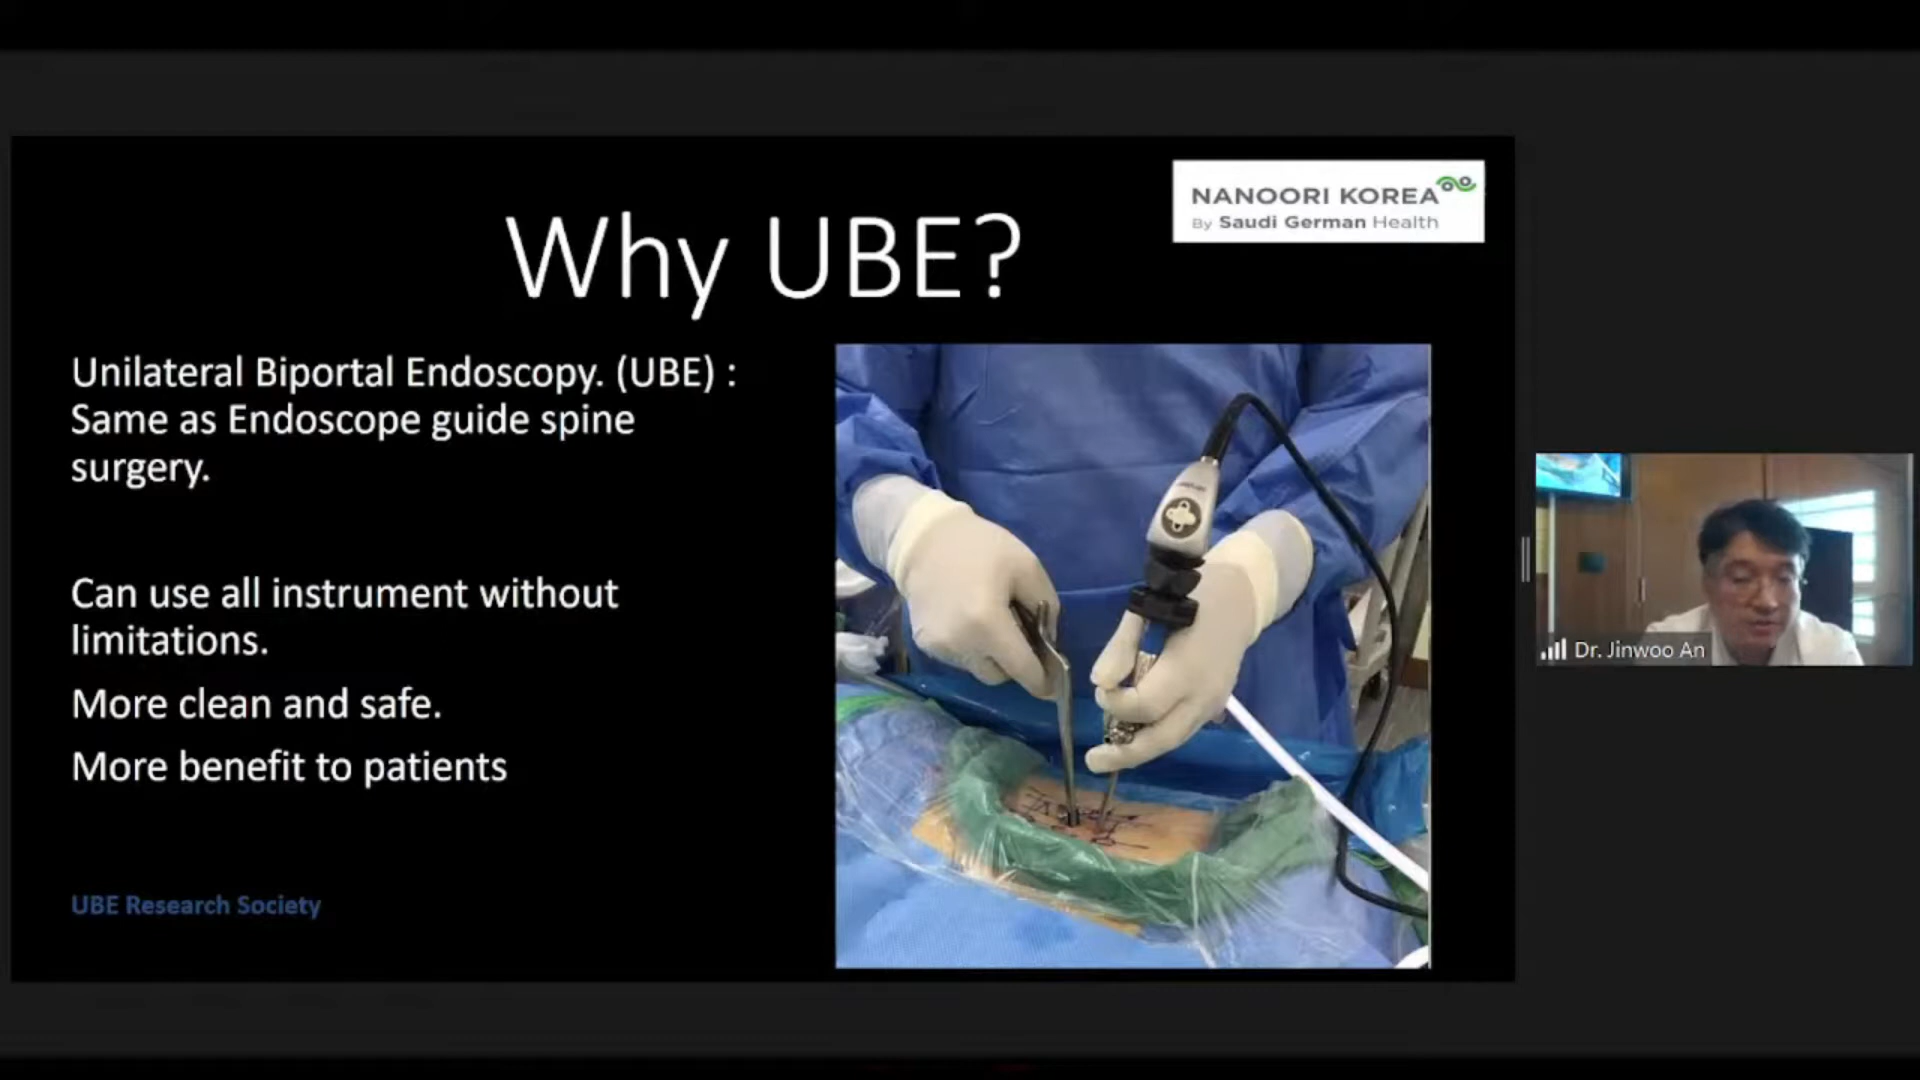 NANOORI KOREA
By Saudi German Health
Why UBE?
Unilateral Biportal Endoscopy. (UBE) :
Same as Endoscope guide spine
surgery.
Can use all instrument without
limitations.
More clean and safe.
More benefit to patients
UBE Research Society
Dr. Jinwoo An